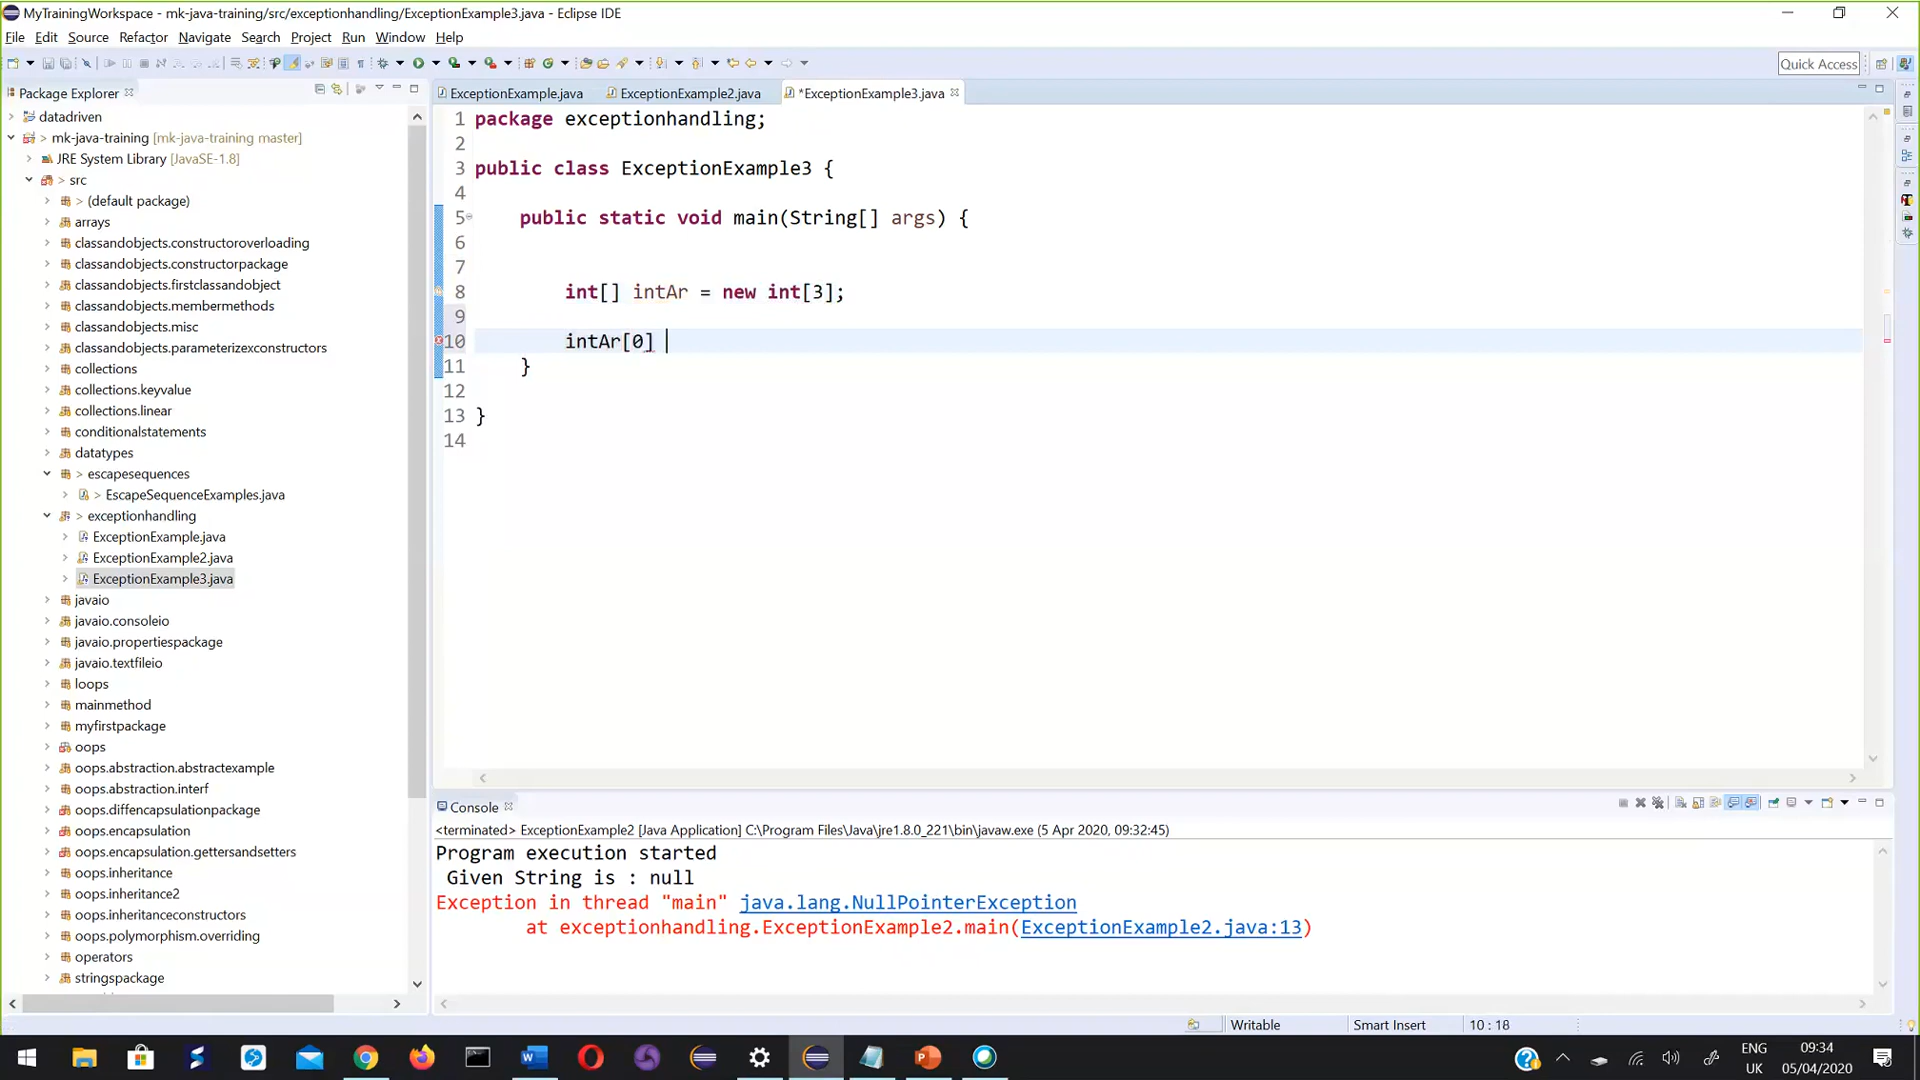 MyTrainingWorkspace - mk-java-training/src/exceptionhandling/ExceptionExample3.java - Eclipse IDE
File Edit Source Refactor Navigate Search Project Run Window Help
Quick Access
Package Explorer
ExceptionExample.java ExceptionExample2.java *ExceptionExample3.java
datadriven
> mk-java-training [mk-java-training master]
JRE System Library [JavaSE-1.8]
> src
> (default package)
arrays
classandobjects.constructoroverloading
classandobjects.constructorpackage
classandobjects.firstclassandobject
classandobjects.membermethods
classandobjects.misc
classandobjects.parameterizexconstructors
collections
collections.keyvalue
collections.linear
conditionalstatements
datatypes
> escapesequences
> EscapeSequenceExamples.java
> exceptionhandling
ExceptionExample.java
ExceptionExample2.java
ExceptionExample3.java
javaio
javaio.consoleio
javaio.propertiespackage
javaio.textfileio
loops
mainmethod
myfirstpackage
oops
oops.abstraction.abstractexample
oops.abstraction.interf
oops.diffencapsulationpackage
oops.encapsulation
oops.encapsulation.gettersandsetters
oops.inheritance
oops.inheritance2
oops.inheritanceconstructors
oops.polymorphism.overriding
operators
stringspackage
1 package exceptionhandling;
2
3 public class ExceptionExample3 {
4
5 public static void main(String[] args) {
6
7
8 int[] intAr = new int[3];
9
10 intAr[0]
11 }
12
13 }
14
Console
<terminated> ExceptionExample2 [Java Application] C:\Program Files\Java\jre1.8.0_221\bin\javaw.exe (5 Apr 2020, 09:32:45)
Program execution started
Given String is : null
Exception in thread "main" java.lang.NullPointerException
at exceptionhandling.ExceptionExample2.main(ExceptionExample2.java:13)
Writable Smart Insert 10 : 18
ENG
UK
09:34
05/04/2020